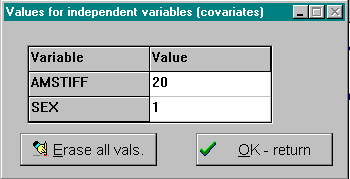 Values for independent variables (covariates)
Variable Value
AMSTIFF 20
SEX 1
Erase all vals. OK - return